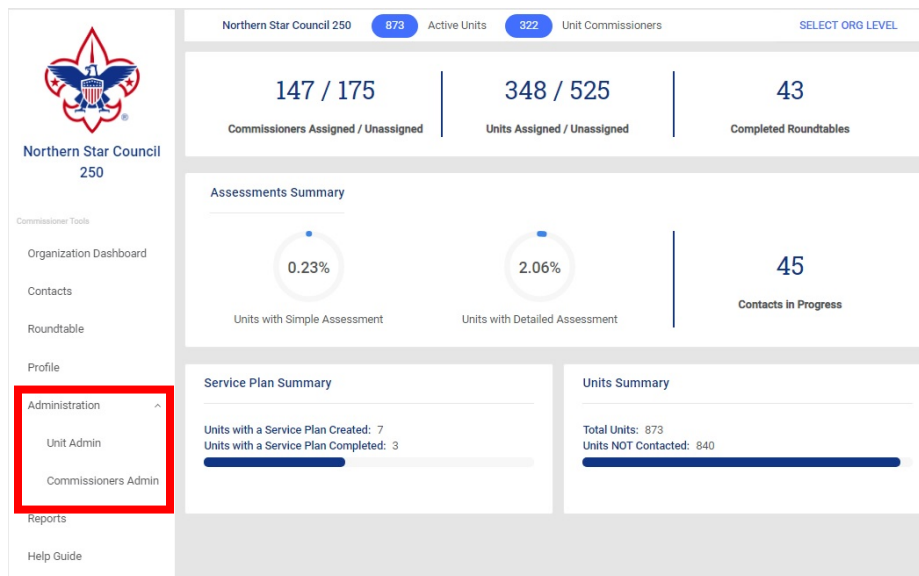 Northern Star Council 250 873 Active Units 322 Unit Commissioners SELECT ORG LEVEL
Northern Star Council
250
Commissioner Tools
Organization Dashboard
Contacts
Roundtable
Profile
Administration
Unit Admin
Commissioners Admin
Reports
Help Guide
147 / 175
Commissioners Assigned / Unassigned
348 / 525
Units Assigned / Unassigned
43
Completed Roundtables
Assessments Summary
0.23%
Units with Simple Assessment
2.06%
Units with Detailed Assessment
45
Contacts in Progress
Service Plan Summary
Units with a Service Plan Created: 7
Units with a Service Plan Completed: 3
Units Summary
Total Units: 873
Units NOT Contacted: 840